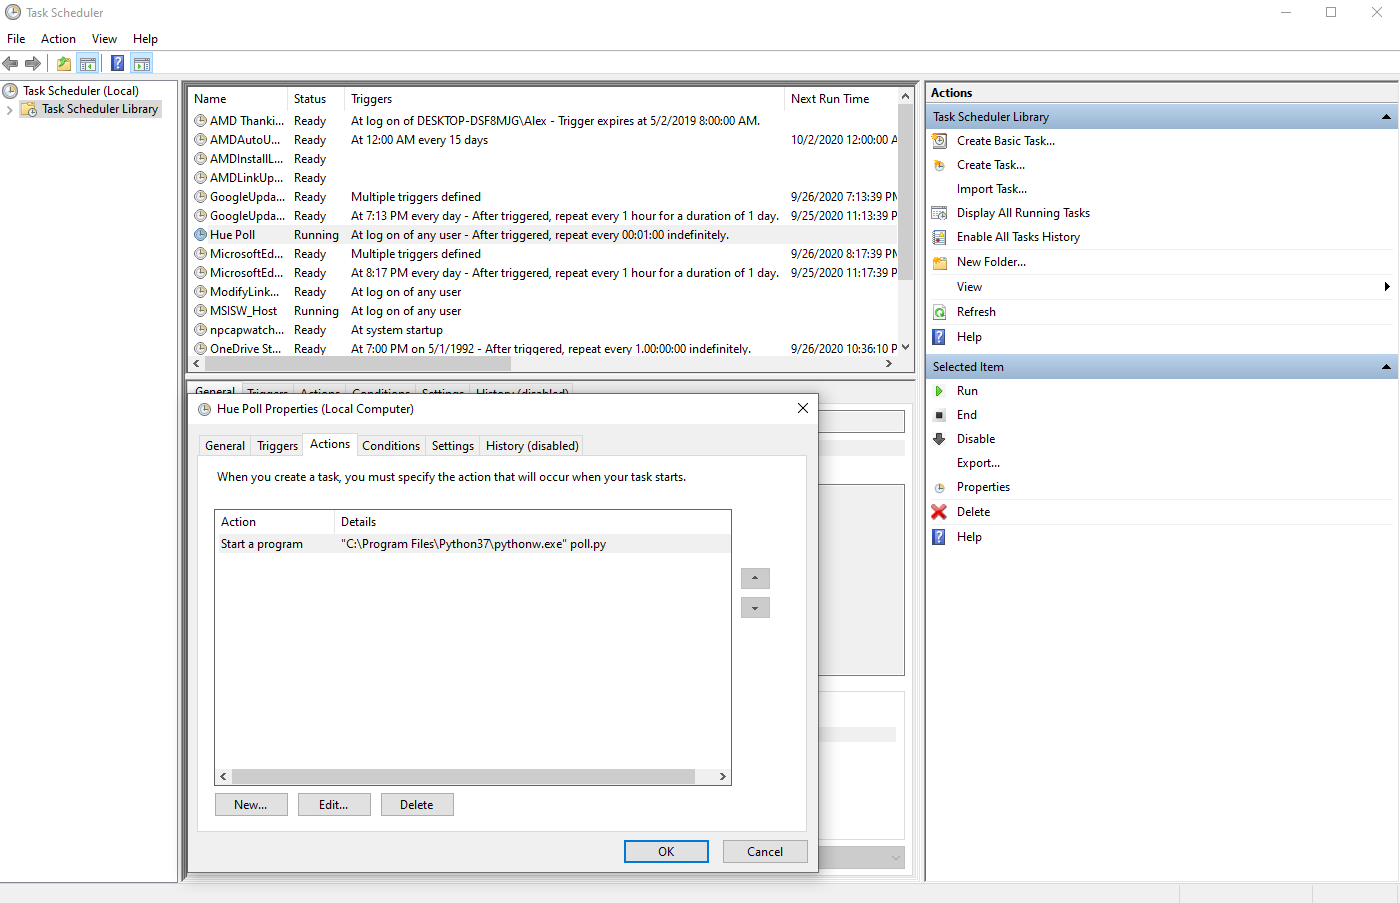 Task Scheduler
File Action View Help
Task Scheduler (Local)
Task Scheduler Library
Name Status Triggers Next Run Time
AMD Thanki... Ready At log on of DESKTOP-DSF8MJG\Alex - Trigger expires at 5/2/2019 8:00:00 AM.
AMDAutoU... Ready At 12:00 AM every 15 days 10/2/2020 12:00:00 A
AMDInstallL... Ready
AMDLinkUp... Ready
GoogleUpda... Ready Multiple triggers defined 9/26/2020 7:13:39 PM
GoogleUpda... Ready At 7:13 PM every day - After triggered, repeat every 1 hour for a duration of 1 day. 9/25/2020 11:13:39 P
Hue Poll Running At log on of any user - After triggered, repeat every 00:01:00 indefinitely.
MicrosoftEd... Ready Multiple triggers defined 9/26/2020 8:17:39 PM
MicrosoftEd... Ready At 8:17 PM every day - After triggered, repeat every 1 hour for a duration of 1 day. 9/25/2020 11:17:39 P
ModifyLink... Ready At log on of any user
MSISW_Host Running At log on of any user
npcapwatch... Ready At system startup
OneDrive St... Ready At 7:00 PM on 5/1/1992 - After triggered, repeat every 1.00:00:00 indefinitely. 9/26/2020 10:36:10 P
General Triggers Actions Conditions Settings History (disabled)
Hue Poll Properties (Local Computer)
General Triggers Actions Conditions Settings History (disabled)
When you create a task, you must specify the action that will occur when your task starts.
Action Details
Start a program "C:\Program Files\Python37\pythonw.exe" poll.py
New... Edit... Delete
OK Cancel
Actions
Task Scheduler Library
Create Basic Task...
Create Task...
Import Task...
Display All Running Tasks
Enable All Tasks History
New Folder...
View
Refresh
Help
Selected Item
Run
End
Disable
Export...
Properties
Delete
Help